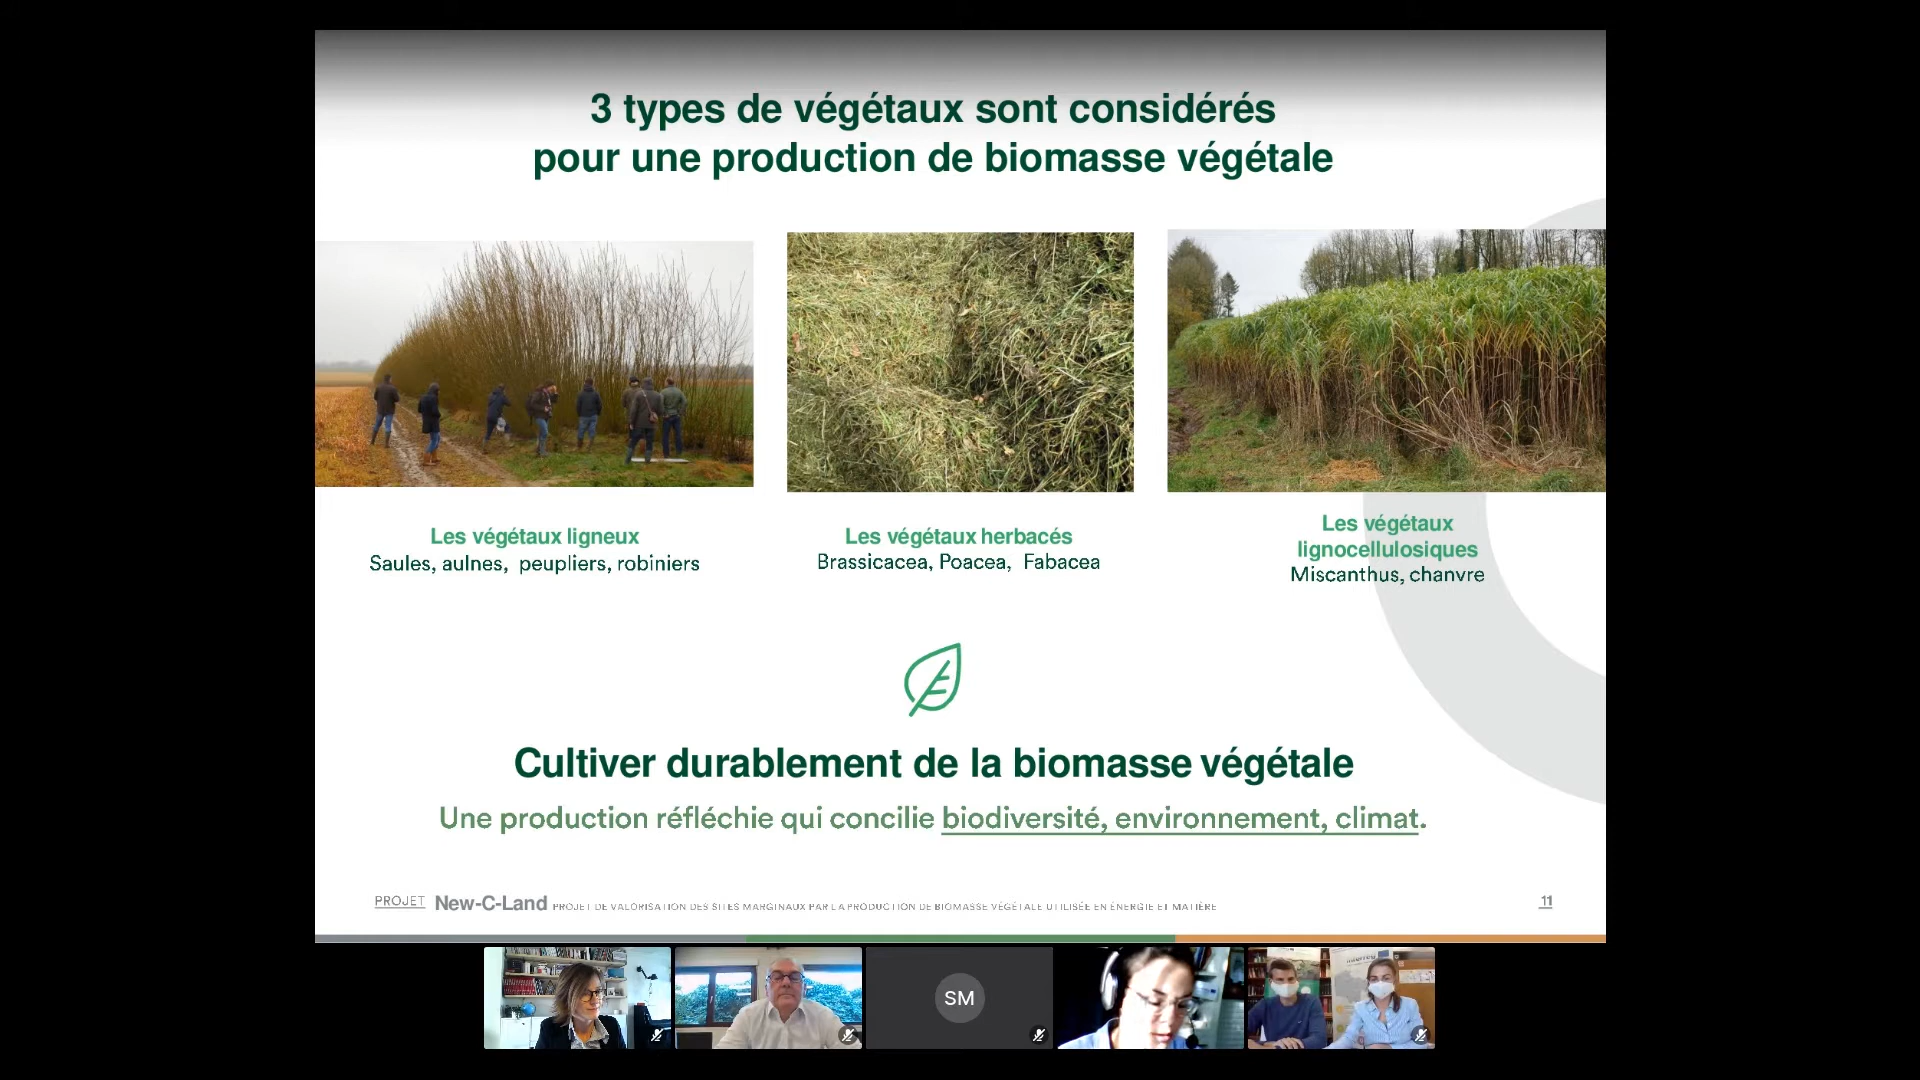 3 types de végétaux sont considérés
pour une production de biomasse végétale
Les végétaux ligneux
Saules, aulnes, peupliers, robiniers
Les végétaux herbacés
Brassicacea, Poacea, Fabacea
Les végétaux
lignocellulosiques
Miscanthus, chanvre
Cultiver durablement de la biomasse végétale
Une production réfléchie qui concilie biodiversité, environnement, climat.
PROJET New-C-Land PROJET DE VALORISATION DES SITES MARGINAUX PAR LA PRODUCTION DE BIOMASSE VÉGÉTALE UTILISÉE EN ÉNERGIE ET MATIÈRE
11
SM